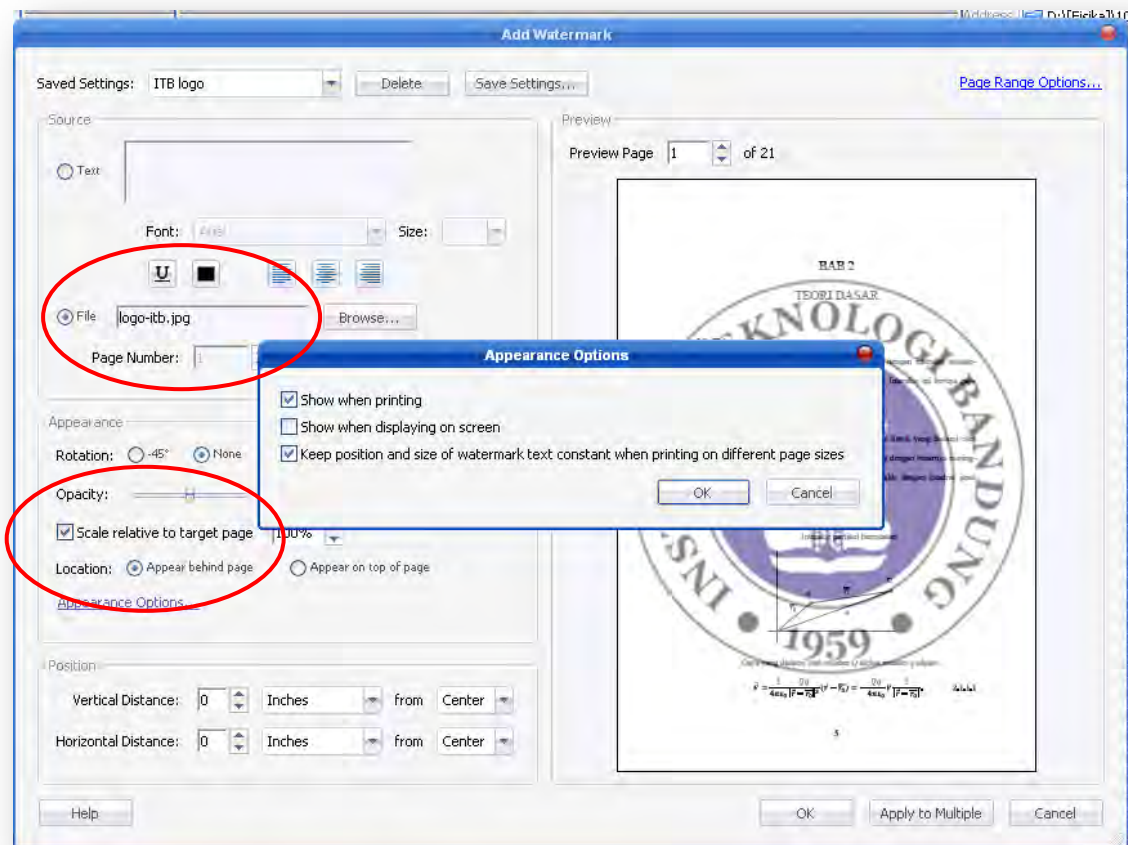 Address D:\[Fisika]\10
Add Watermark
Saved Settings: ITB logo Delete Save Settings... Page Range Options...
Source
Text
Font: Arial Size:
U
File logo-itb.jpg Browse...
Page Number: 1
Appearance
Rotation: -45° None
Opacity:
Scale relative to target page 100%
Location: Appear behind page Appear on top of page
Appearance Options...
Position
Vertical Distance: 0 Inches from Center
Horizontal Distance: 0 Inches from Center
Help
Appearance Options
Show when printing
Show when displaying on screen
Keep position and size of watermark text constant when printing on different page sizes
OK Cancel
Preview
Preview Page 1 of 21
BAB 2
TEORI DASAR
INS TEKNOLOGI BANDUNG
1959
OK Apply to Multiple Cancel